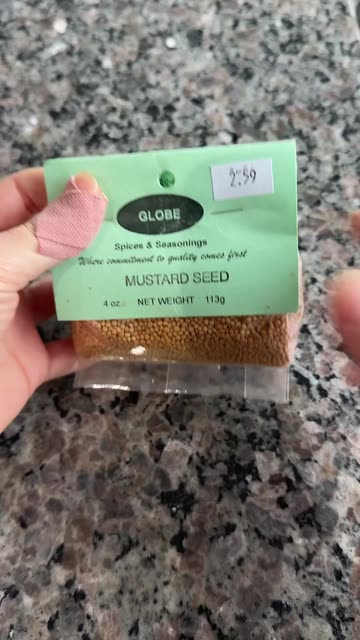 2.59
GLOBE
Spices & Seasonings
Where commitment to quality comes first
MUSTARD SEED
4 oz. NET WEIGHT 113g